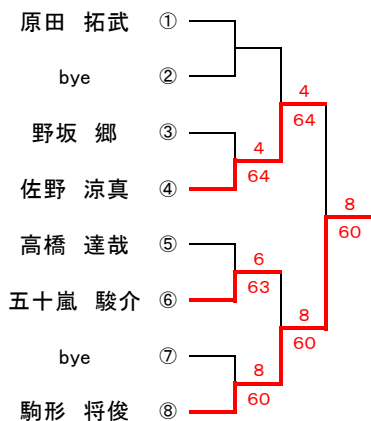 原田 拓武 ①
bye ②
4
64
野坂 郷 ③
4
64
佐野 涼真 ④
8
60
高橋 達哉 ⑤
6
63
五十嵐 駿介 ⑥
8
60
bye ⑦
8
60
駒形 将俊 ⑧